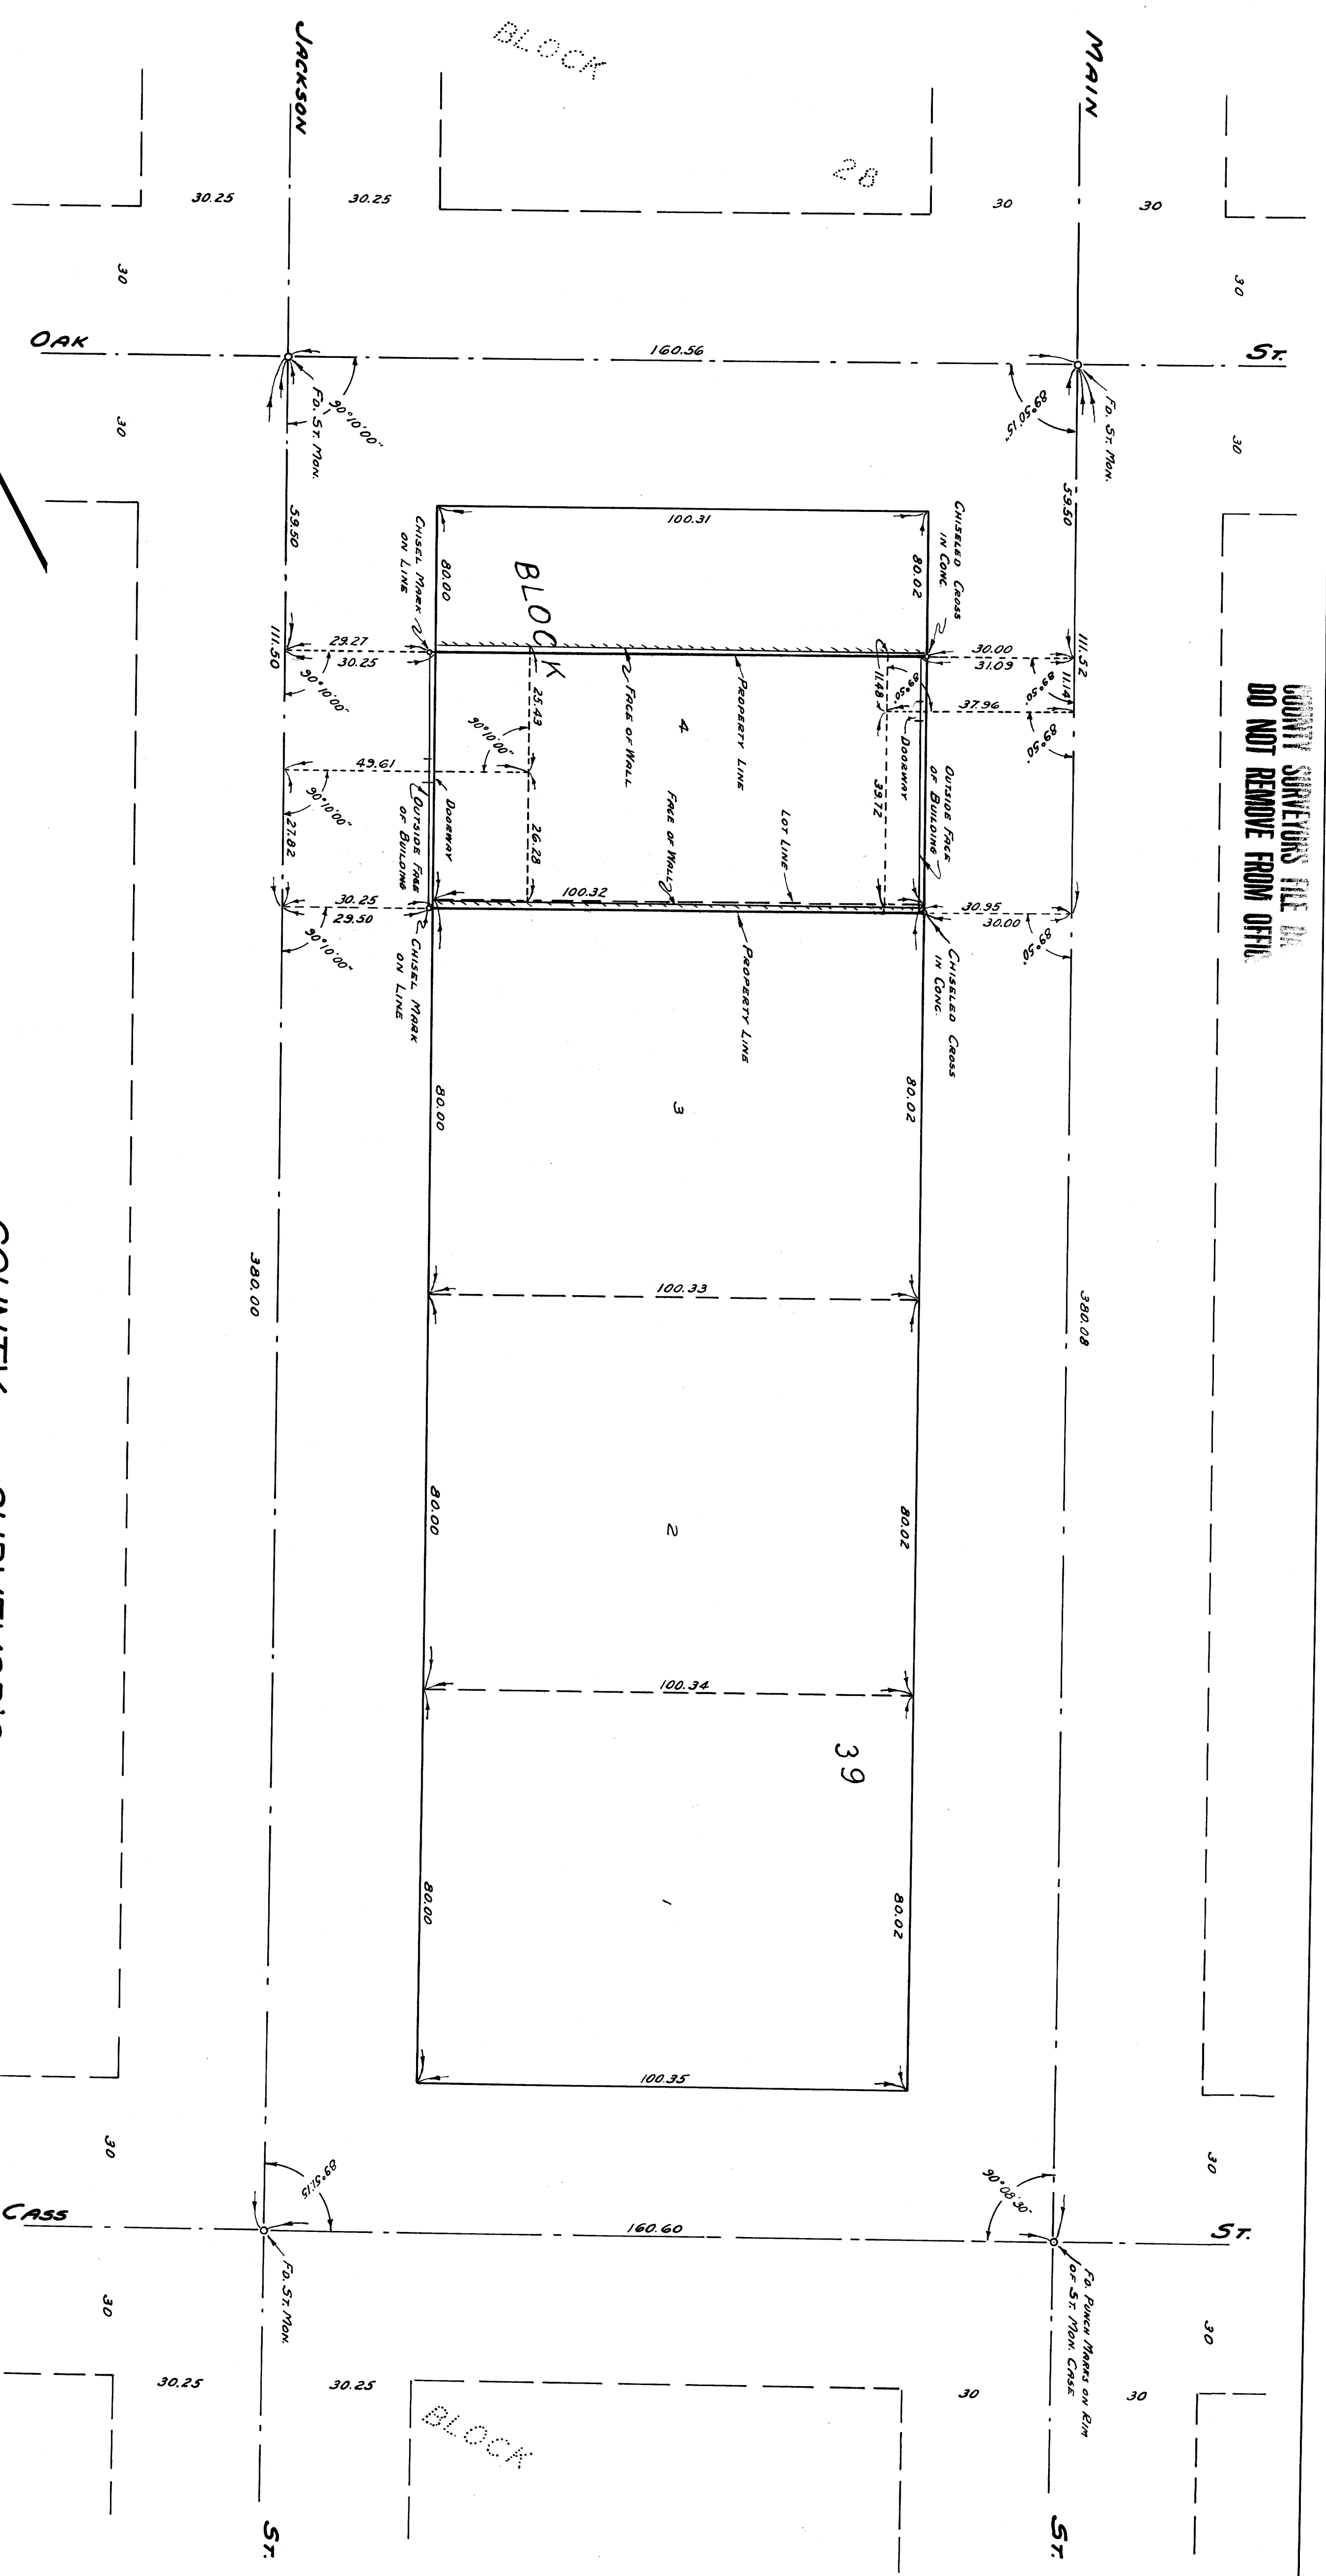 BLOCK
28
JACKSON
MAIN
30.25
30.25
30
30
30
30
OAK
160.56
ST.
30
30
90°10'00"
FD. ST. MON.
89°50'15"
FD. ST. MON.
59.50
59.50
100.31
CHISEL MARK
ON LINE
80.00
BLOCK
80.02
CHISELED CROSS
IN CONC.
111.50
29.27
30.25
90°10'00"
30.00
31.09
111.52
11.14
89°50'
25.43
FACE OF WALL
4
PROPERTY LINE
11.48
89°50'
37.96
89°50'
DOORWAY
90°10'00"
49.61
90°10'00"
27.82
OUTSIDE FACE
OF BUILDING
DOORWAY
26.28
FACE OF WALL
LOT LINE
39.72
OUTSIDE FACE
OF BUILDING
30.25
29.50
90°10'00"
100.32
30.95
30.00
89°50'
CHISEL MARK
ON LINE
PROPERTY LINE
CHISELED CROSS
IN CONC.
COUNTY SURVEYORS FILE
DO NOT REMOVE FROM OFFIC
80.00
3
80.02
380.00
100.33
380.08
80.00
2
80.02
100.34
39
80.00
1
80.02
100.35
30
30
89°51'15
90°08'30"
CASS
160.60
ST.
FD. ST. MON.
FD. PUNCH MARKS ON RIM
OF ST. MON. CASE
30
30
30.25
30.25
30
30
BLOCK
ST.
ST.